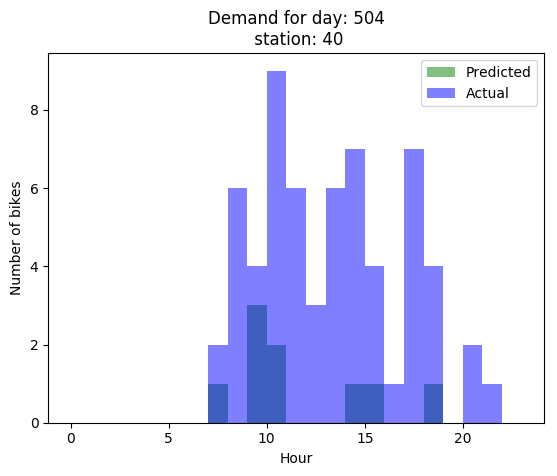 Demand for day: 504
station: 40
Predicted
Actual
Number of bikes
8
6
4
2
0
0
5
10
15
20
Hour